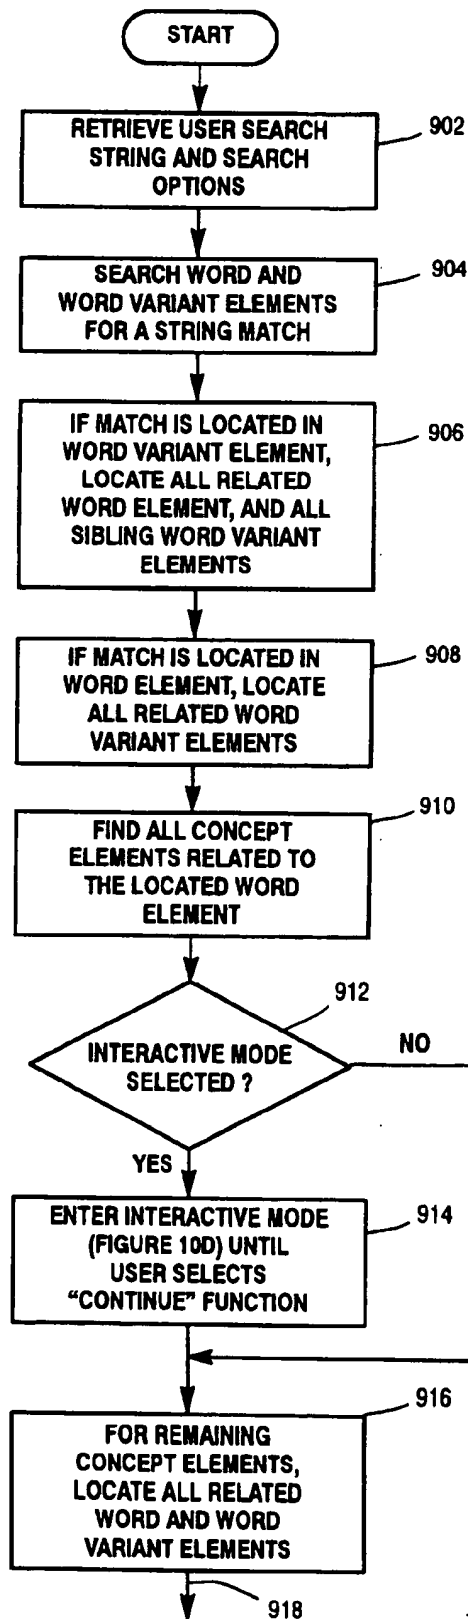 START
RETRIEVE USER SEARCH
STRING AND SEARCH
OPTIONS
902
SEARCH WORD AND
WORD VARIANT ELEMENTS
FOR A STRING MATCH
904
IF MATCH IS LOCATED IN
WORD VARIANT ELEMENT,
LOCATE ALL RELATED
WORD ELEMENT, AND ALL
SIBLING WORD VARIANT
ELEMENTS
906
IF MATCH IS LOCATED IN
WORD ELEMENT, LOCATE
ALL RELATED WORD
VARIANT ELEMENTS
908
FIND ALL CONCEPT
ELEMENTS RELATED TO
THE LOCATED WORD
ELEMENT
910
912
INTERACTIVE MODE
SELECTED ?
NO
YES
ENTER INTERACTIVE MODE
(FIGURE 10D) UNTIL
USER SELECTS
"CONTINUE" FUNCTION
914
916
FOR REMAINING
CONCEPT ELEMENTS,
LOCATE ALL RELATED
WORD AND WORD
VARIANT ELEMENTS
918